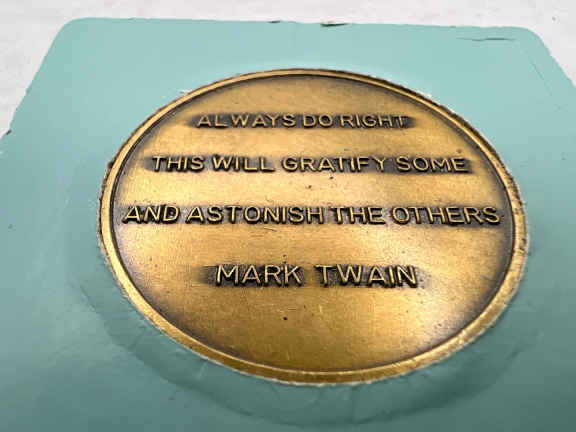 ALWAYS DO RIGHT
THIS WILL GRATIFY SOME
AND ASTONISH THE OTHERS
MARK TWAIN